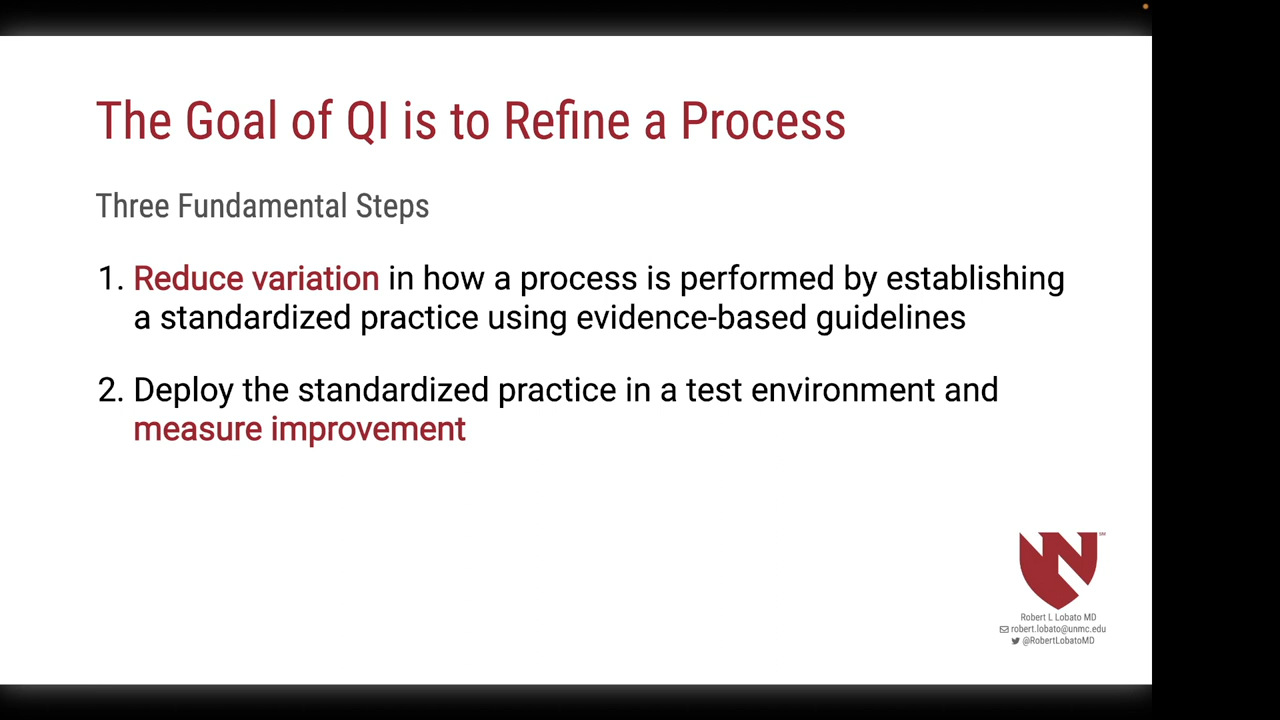 The Goal of QI is to Refine a Process
Three Fundamental Steps
1. Reduce variation in how a process is performed by establishing
a standardized practice using evidence-based guidelines
2. Deploy the standardized practice in a test environment and
measure improvement
Robert L Lobato MD
robert.lobato@unmc.edu
@RobertLobatoMD